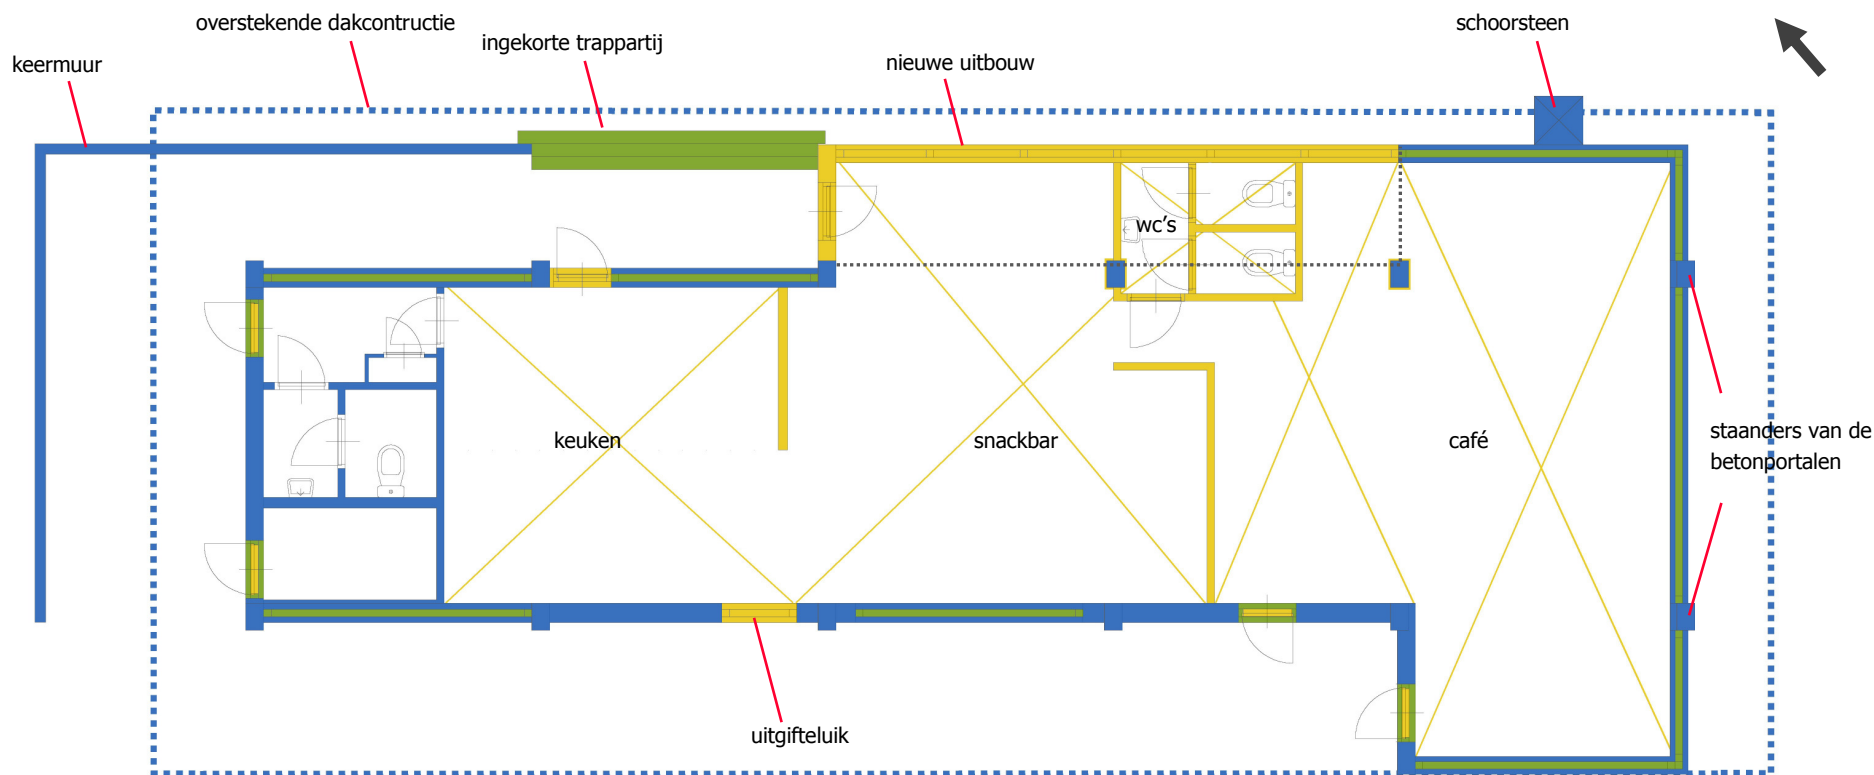 overstekende dakcontructie
schoorsteen
ingekorte trappartij
keermuur
nieuwe uitbouw
wc's
keuken
snackbar
café
staanders van de
betonportalen
uitgifteluik